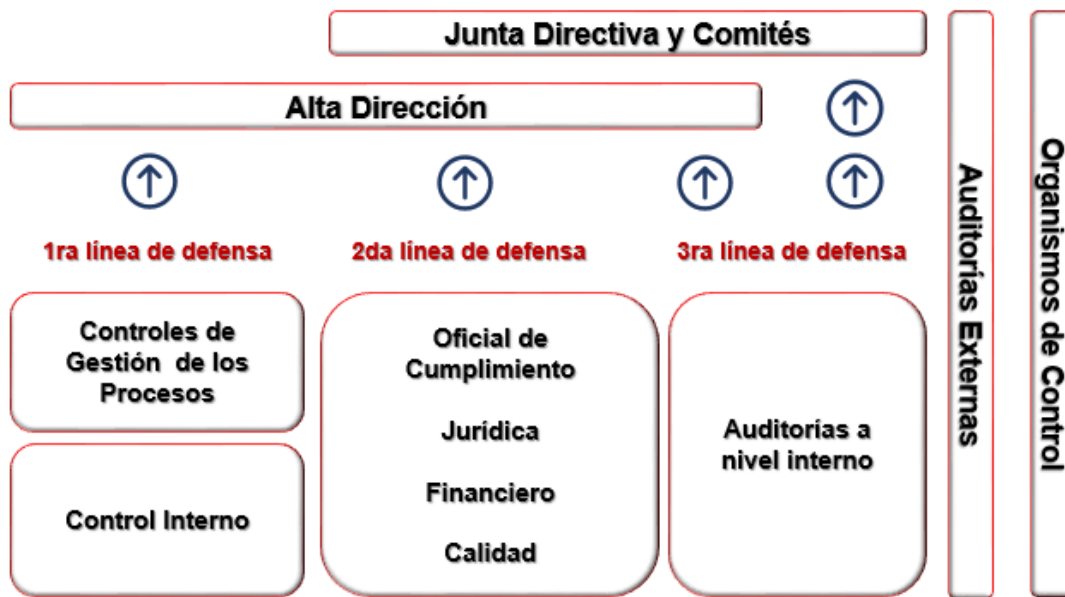 Junta Directiva y Comités
Alta Dirección
1ra línea de defensa
2da línea de defensa
3ra línea de defensa
Controles de
Gestión de los
Procesos
Control Interno
Oficial de
Cumplimiento
Jurídica
Financiero
Calidad
Auditorías a
nivel interno
Auditorías Externas
Organismos de Control